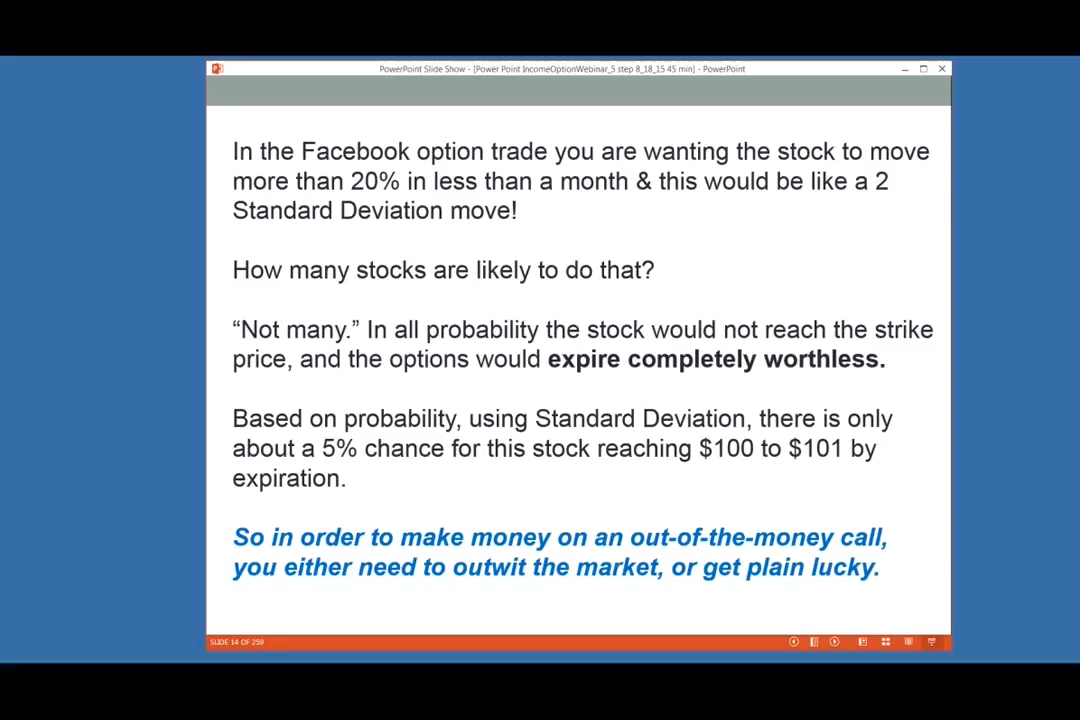 PowerPoint Slide Show - [Power Point IncomeOptionWebinar_5 step 8_18_15 45 min] - PowerPoint
In the Facebook option trade you are wanting the stock to move
more than 20% in less than a month & this would be like a 2
Standard Deviation move!
How many stocks are likely to do that?
“Not many.” In all probability the stock would not reach the strike
price, and the options would expire completely worthless.
Based on probability, using Standard Deviation, there is only
about a 5% chance for this stock reaching $100 to $101 by
expiration.
So in order to make money on an out-of-the-money call,
you either need to outwit the market, or get plain lucky.
SLIDE 14 OF 259